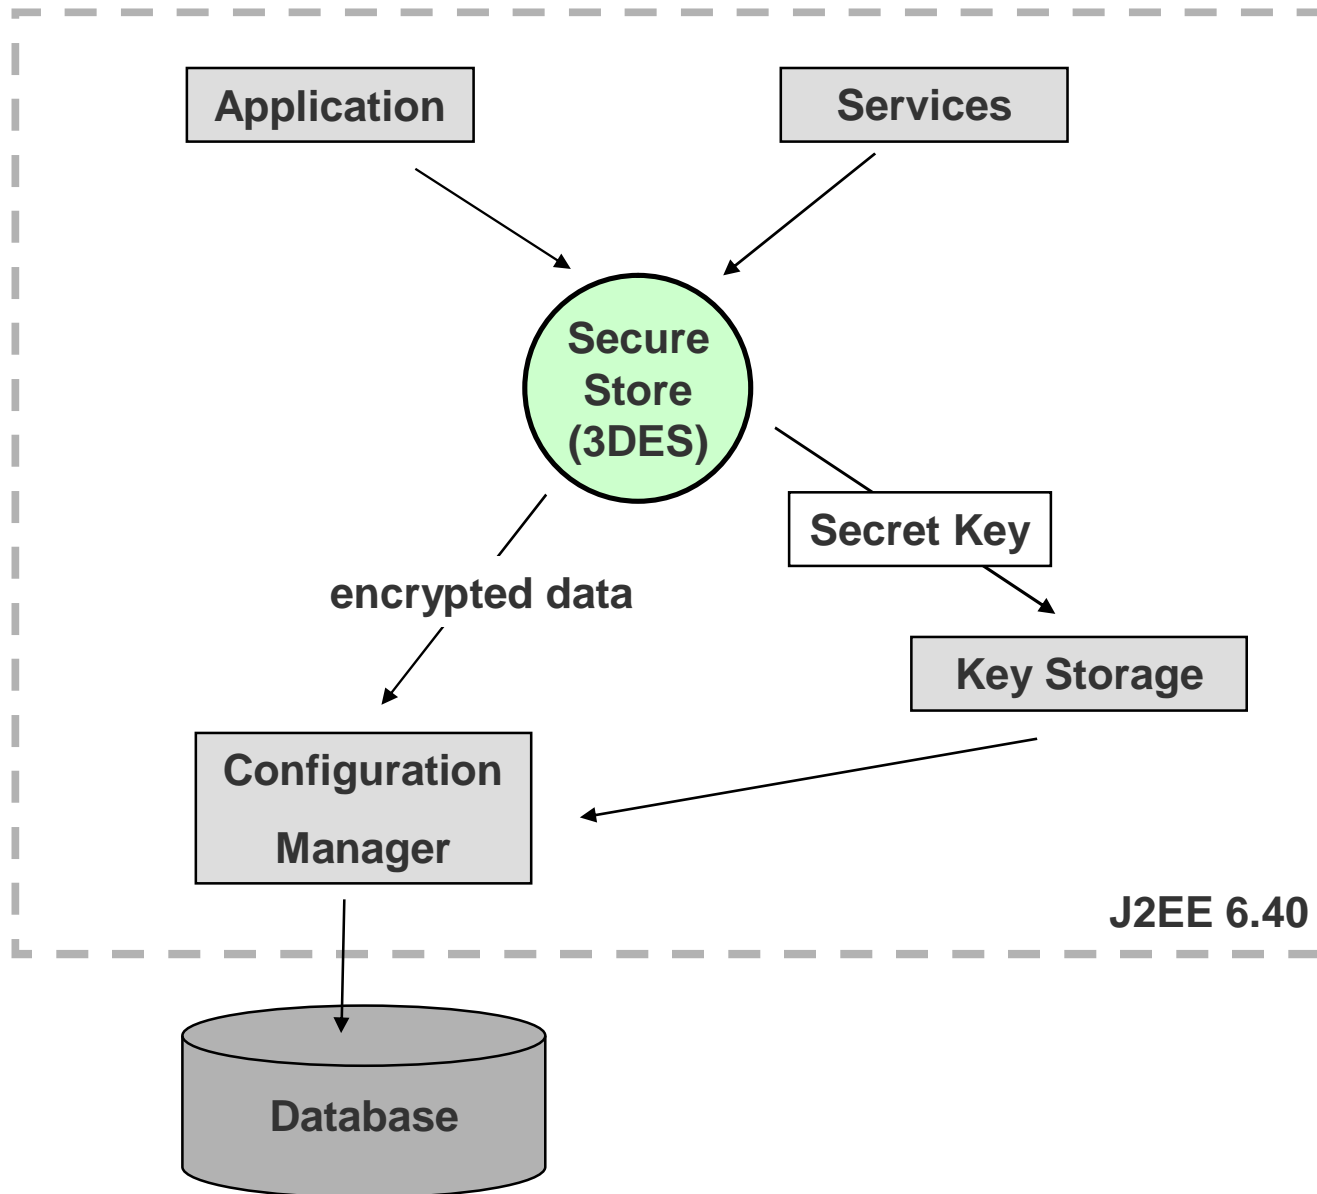 Application
Services
Secure
Store
(3DES)
Secret Key
encrypted data
Key Storage
Configuration
Manager
J2EE 6.40
Database